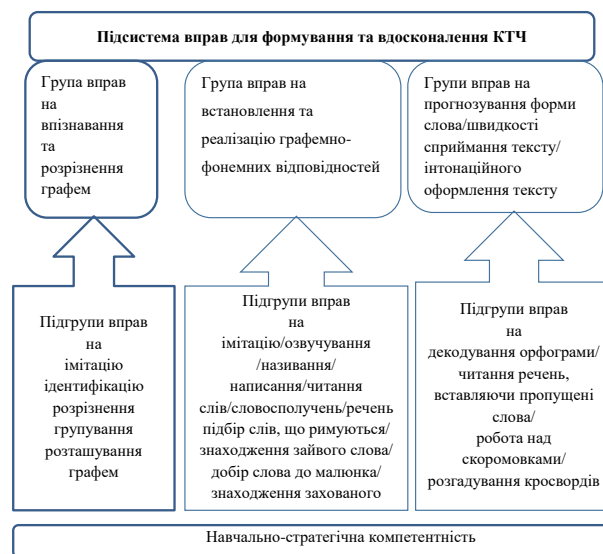 Підсистема вправ для формування та вдосконалення КТЧ
Група вправ
на
впізнавання
та
розрізнення
графем
Група вправ на
встановлення та
реалізацію графемно-
фонемних відповідностей
Групи вправ на
прогнозування форми
слова/швидкості
сприймання тексту/
інтонаційного
оформлення тексту
Підгрупи вправ
на
імітацію
ідентифікацію
розрізнення
групування
розташування
графем
Підгрупи вправ
на
імітацію/озвучування
/називання/
написання/читання
слів/словосполучень/речень
підбір слів, що римуються/
знаходження зайвого слова/
добір слова до малюнка/
знаходження захованого
Підгрупи вправ
на
декодування орфограми/
читання речень,
вставляючи пропущені
слова/
робота над
скоромовками/
розгадування кросвордів
Навчально-стратегічна компетентність